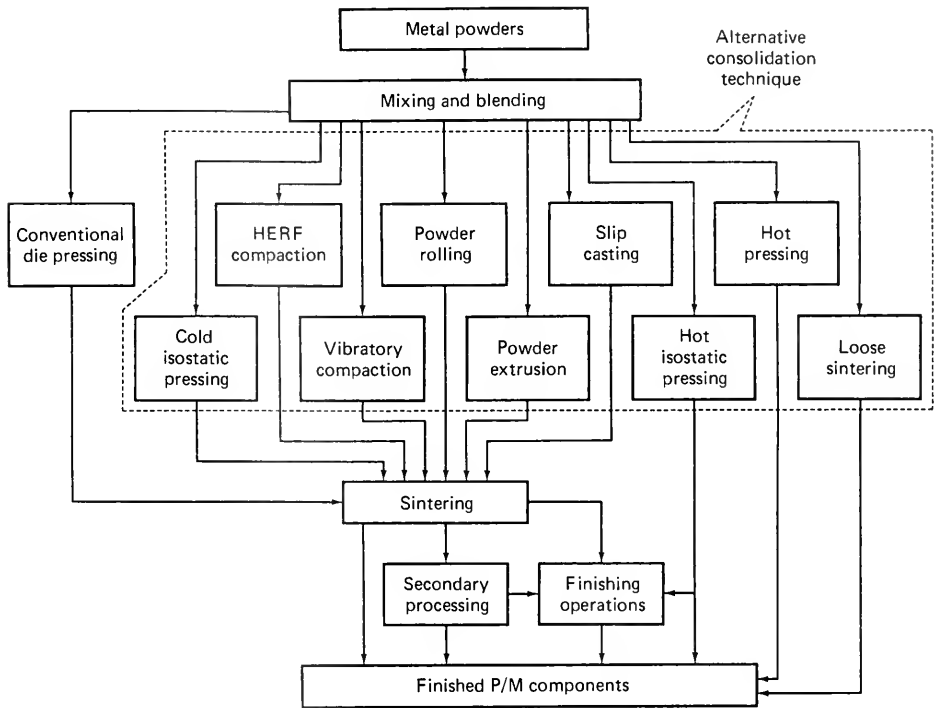 Metal powders
Alternative
consolidation
technique
Mixing and blending
Conventional
die pressing
HERF
compaction
Powder
rolling
Slip
casting
Hot
pressing
Cold
isostatic
pressing
Vibratory
compaction
Powder
extrusion
Hot
isostatic
pressing
Loose
sintering
Sintering
Secondary
processing
Finishing
operations
Finished P/M components